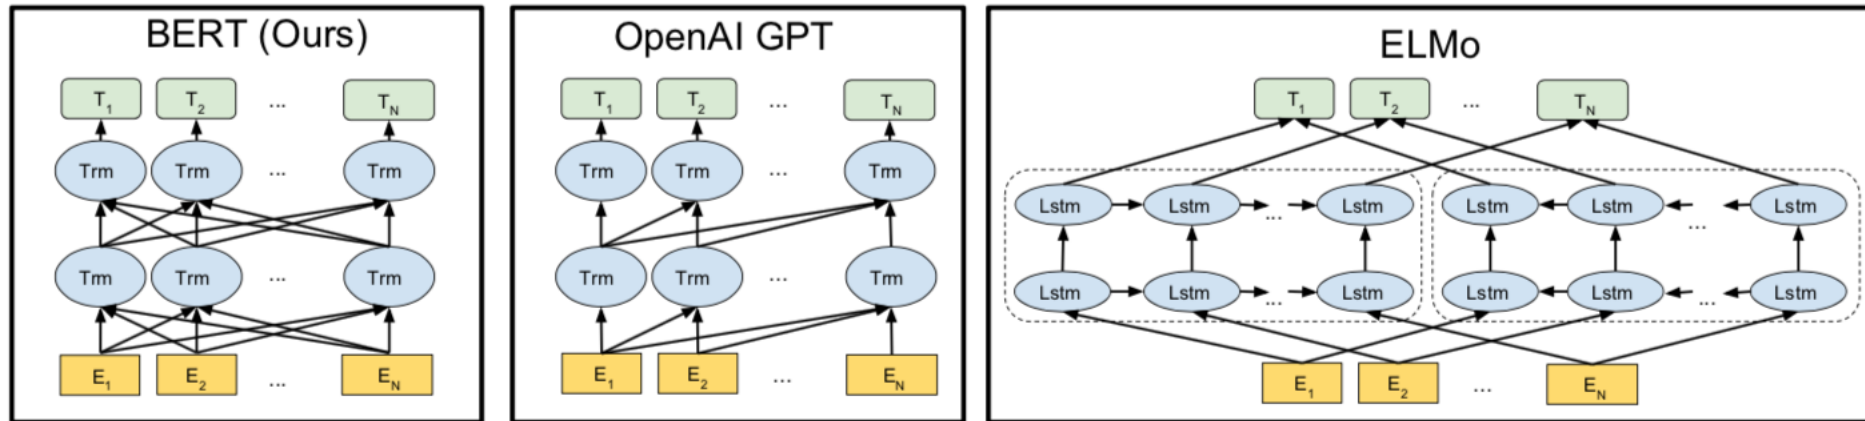 BERT (Ours)
T1 T2 ... TN
Trm Trm ... Trm
Trm Trm ... Trm
E1 E2 ... EN
OpenAI GPT
T1 T2 ... TN
Trm Trm ... Trm
Trm Trm ... Trm
E1 E2 ... EN
ELMo
T1 T2 ... TN
Lstm Lstm ... Lstm Lstm Lstm ... Lstm
Lstm Lstm ... Lstm Lstm Lstm ... Lstm
E1 E2 ... EN